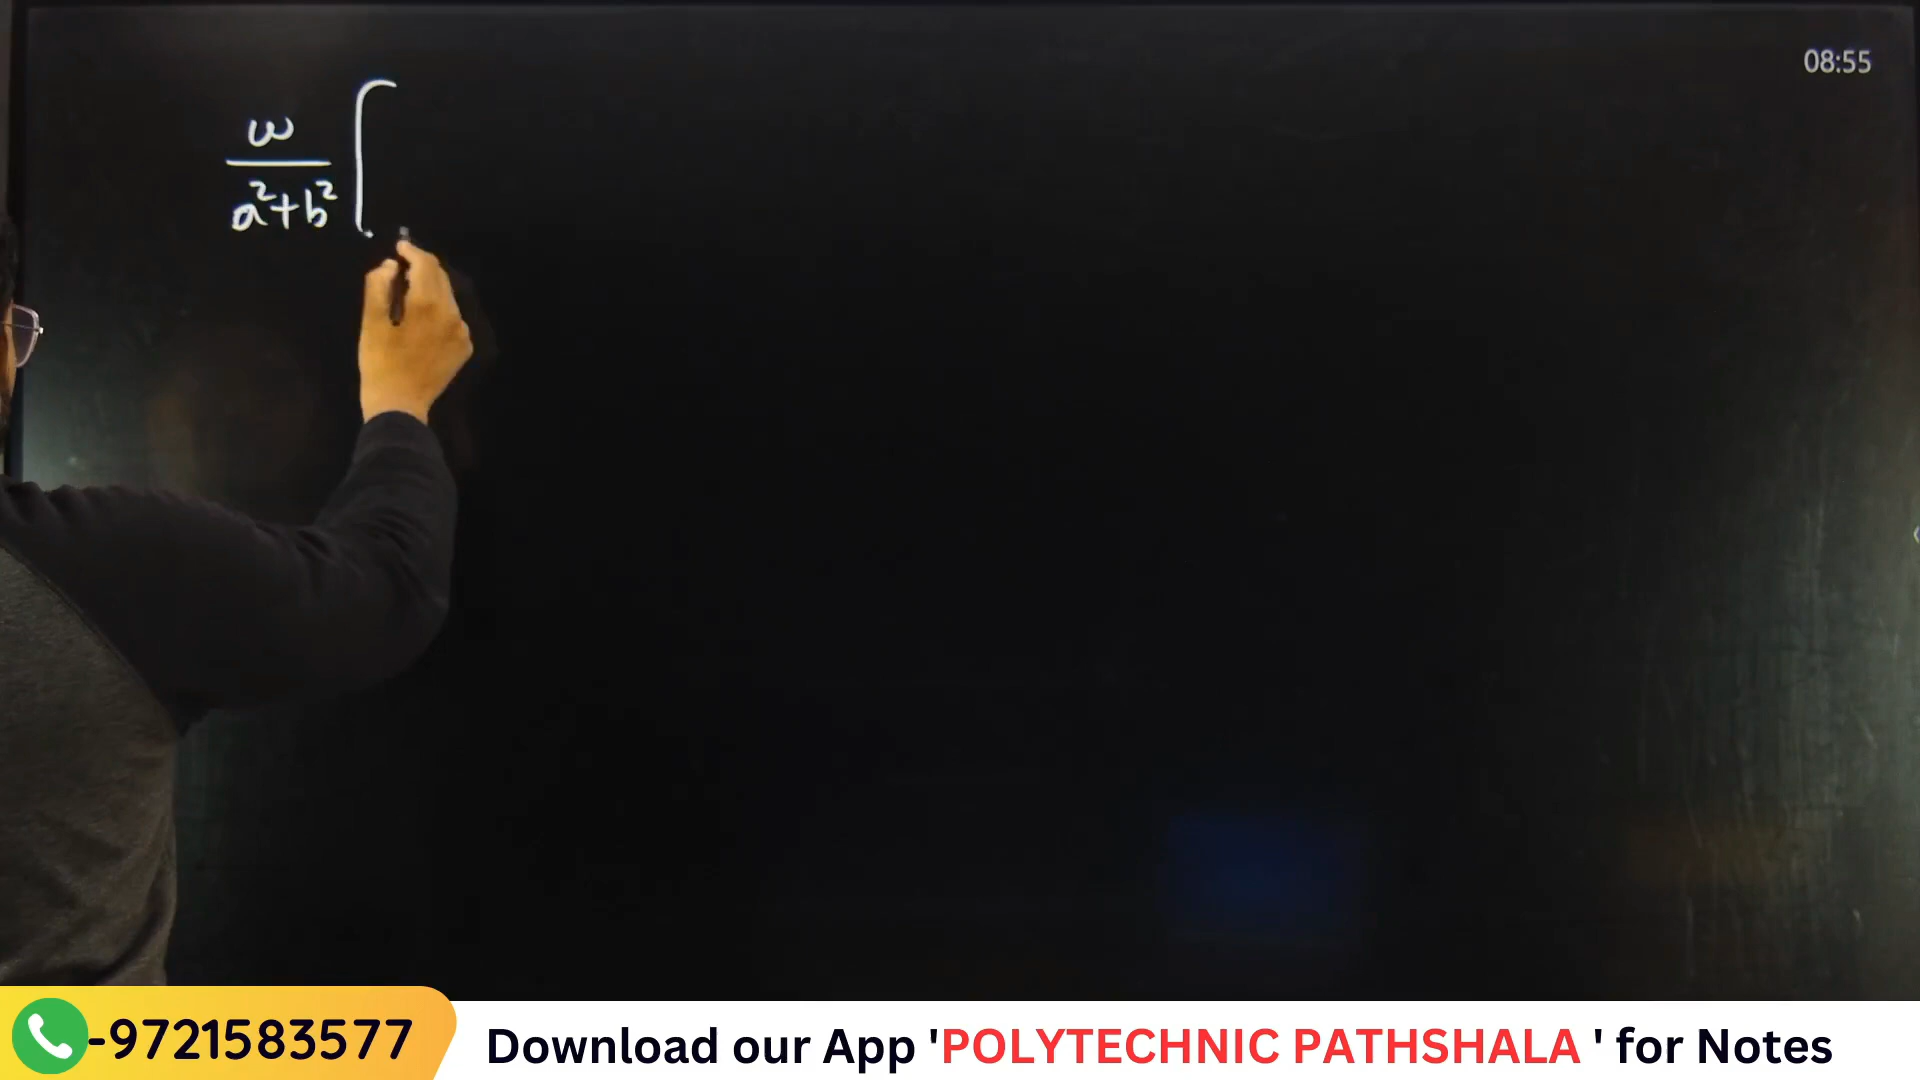 08:55
ω
a²+b² [
-9721583577
Download our App 'POLYTECHNIC PATHSHALA ' for Notes